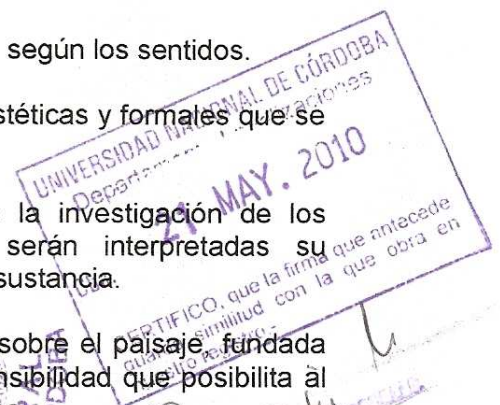 según los sentidos.
stéticas y formales que se
la investigación de los
serán interpretadas su
sustancia.
sobre el paisaje, fundada
nsibilidad que posibilita al
UNIVERSIDAD NACIONAL DE CÓRDOBA
21 MAY. 2010
CERTIFICO, que la firma que antecede
similitud con la que obra en